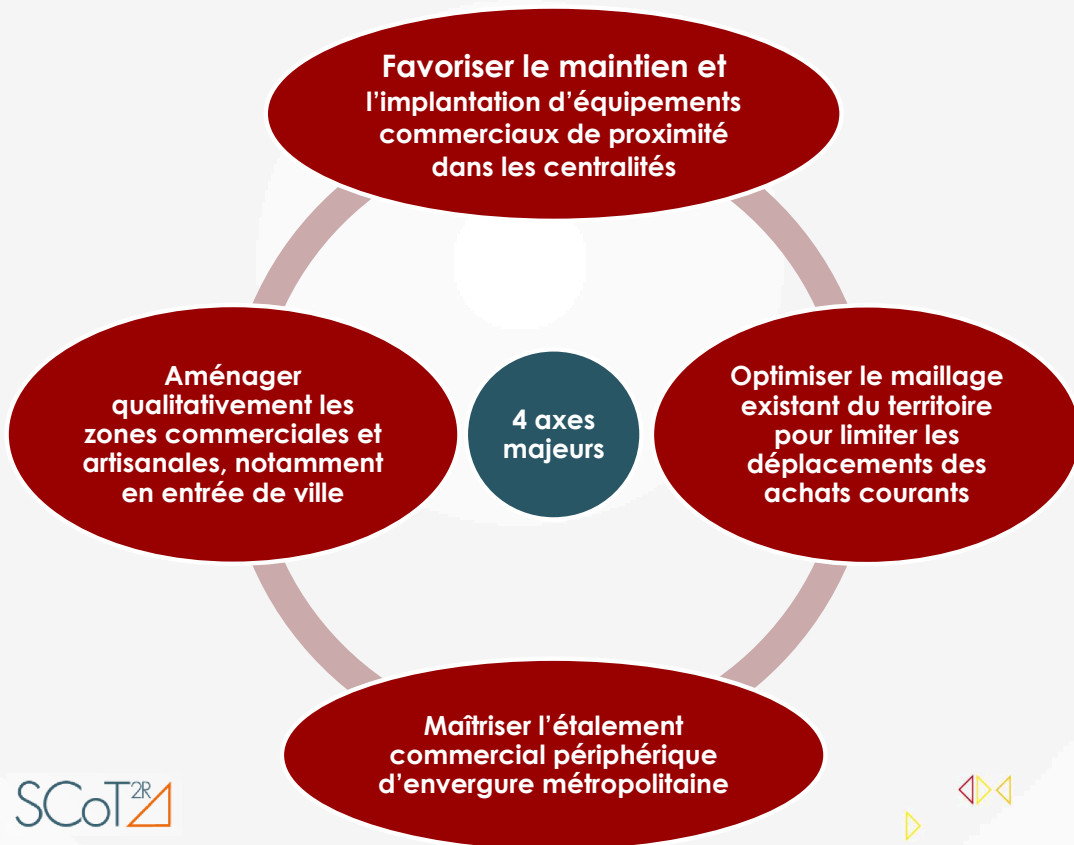 Favoriser le maintien et
l’implantation d’équipements
commerciaux de proximité
dans les centralités
Aménager
qualitativement les
zones commerciales et
artisanales, notamment
en entrée de ville
4 axes
majeurs
Optimiser le maillage
existant du territoire
pour limiter les
déplacements des
achats courants
Maîtriser l’étalement
commercial périphérique
d’envergure métropolitaine
SCoT 2R